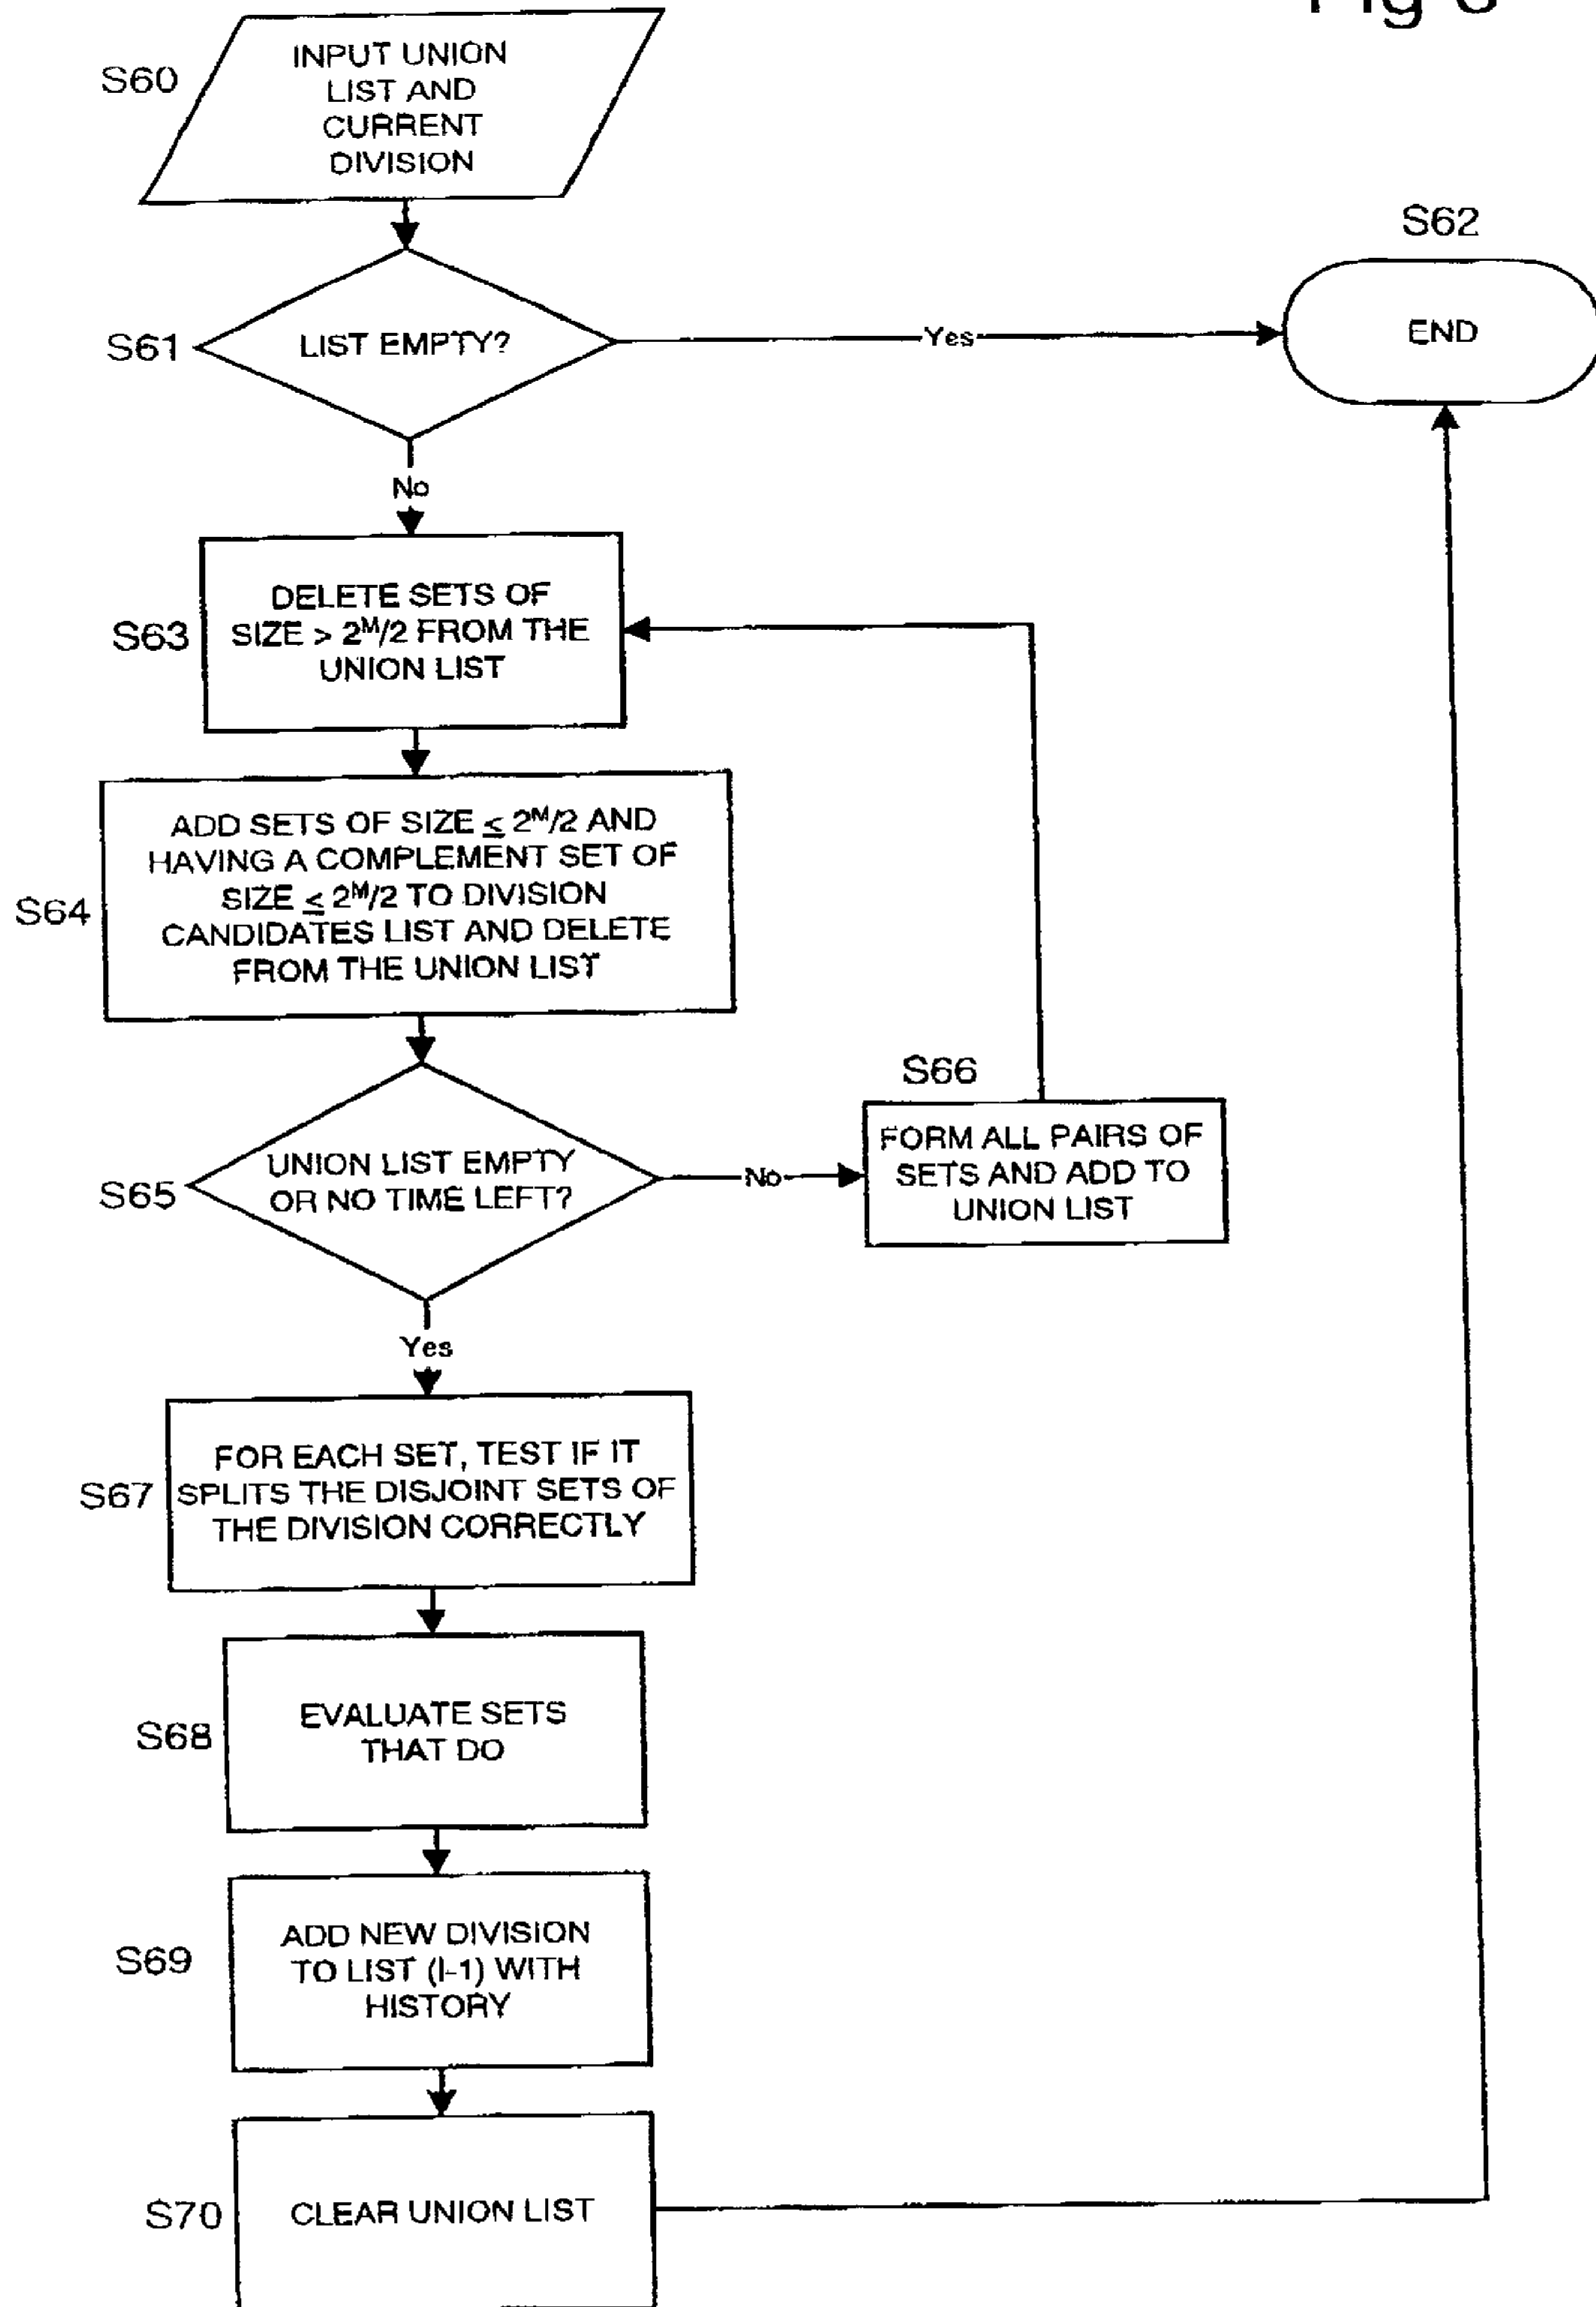 S60
INPUT UNION
LIST AND
CURRENT
DIVISION
S62
S61
LIST EMPTY?
Yes
END
No
S63
DELETE SETS OF
SIZE > 2ᴹ/2 FROM THE
UNION LIST
S64
ADD SETS OF SIZE ≤ 2ᴹ/2 AND
HAVING A COMPLEMENT SET OF
SIZE ≤ 2ᴹ/2 TO DIVISION
CANDIDATES LIST AND DELETE
FROM THE UNION LIST
S65
UNION LIST EMPTY
OR NO TIME LEFT?
No
S66
FORM ALL PAIRS OF
SETS AND ADD TO
UNION LIST
Yes
S67
FOR EACH SET, TEST IF IT
SPLITS THE DISJOINT SETS OF
THE DIVISION CORRECTLY
S68
EVALUATE SETS
THAT DO
S69
ADD NEW DIVISION
TO LIST (I-1) WITH
HISTORY
S70
CLEAR UNION LIST